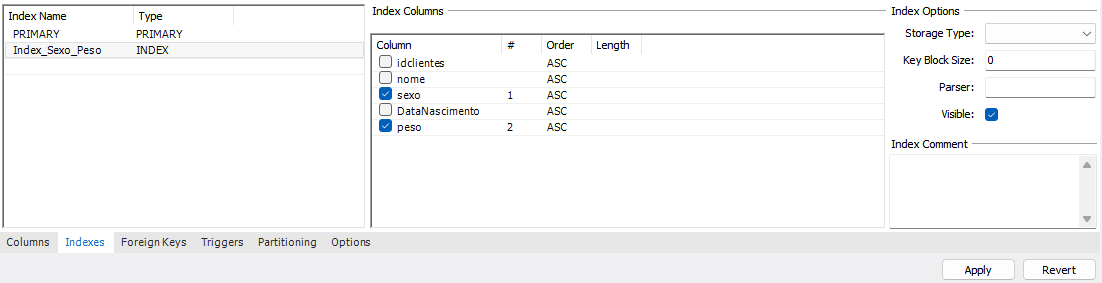 Index Name Type
PRIMARY PRIMARY
Index_Sexo_Peso INDEX
Index Columns
Column # Order Length
idclientes ASC
nome ASC
sexo 1 ASC
DataNascimento ASC
peso 2 ASC
Index Options
Storage Type:
Key Block Size: 0
Parser:
Visible:
Index Comment
Columns Indexes Foreign Keys Triggers Partitioning Options
Apply Revert